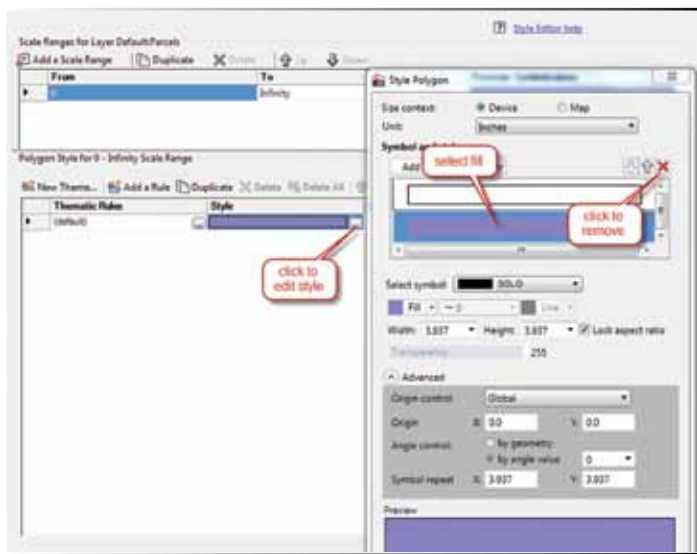 Style Editor help
Scale Ranges for Layer Default:Parcels
Add a Scale Range Duplicate Delete Up Down
From To
0 Infinity
Polygon Style for 0 - Infinity Scale Range
New Theme... Add a Rule Duplicate Delete Delete All
Thematic Rules Style
(default)
click to
edit style
Style Polygon
Size context: Device Map
Unit: Inches
Add
select fill
click to
remove
Select symbol: SOLID
Fill Line
Width: 3.937 Height: 3.937 Lock aspect ratio
Transparency 255
Advanced
Origin control: Global
Origin X: 0.0 Y: 0.0
Angle control: by geometry
by angle value 0
Symbol repeat X: 3.937 Y: 3.937
Preview